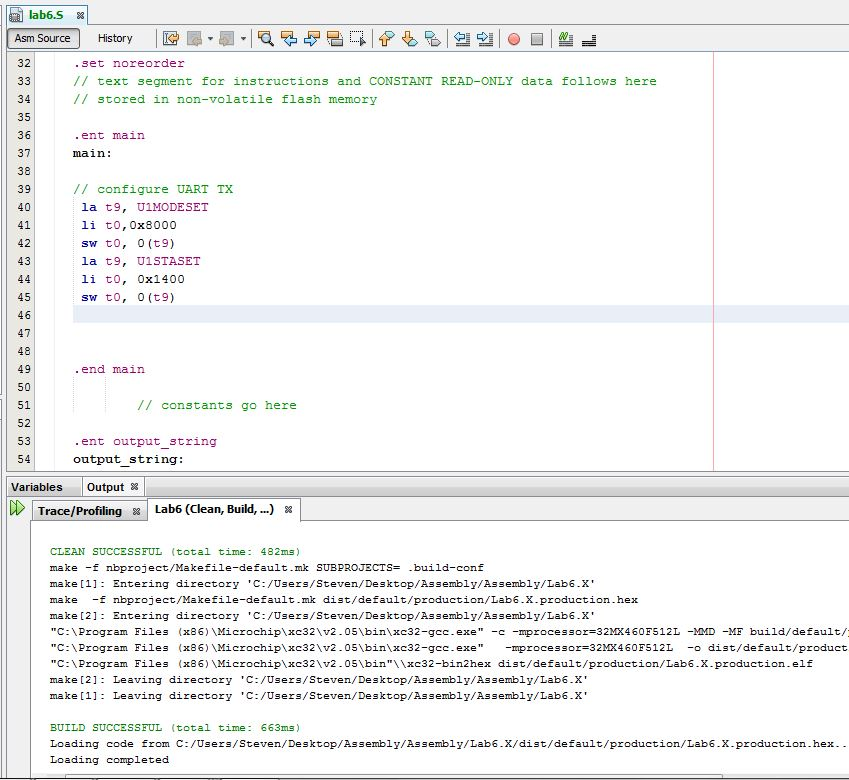 lab6.S
Asm Source History
32 .set noreorder
33 // text segment for instructions and CONSTANT READ-ONLY data follows here
34 // stored in non-volatile flash memory
35
36 .ent main
37 main:
38
39 // configure UART TX
40 la t9, U1MODESET
41 li t0,0x8000
42 sw t0, 0(t9)
43 la t9, U1STASET
44 li t0, 0x1400
45 sw t0, 0(t9)
46
47
48
49 .end main
50
51 // constants go here
52
53 .ent output_string
54 output_string:
Variables Output
Trace/Profiling Lab6 (Clean, Build, ...)
CLEAN SUCCESSFUL (total time: 482ms)
make -f nbproject/Makefile-default.mk SUBPROJECTS= .build-conf
make[1]: Entering directory 'C:/Users/Steven/Desktop/Assembly/Assembly/Lab6.X'
make  -f nbproject/Makefile-default.mk dist/default/production/Lab6.X.production.hex
make[2]: Entering directory 'C:/Users/Steven/Desktop/Assembly/Assembly/Lab6.X'
"C:\Program Files (x86)\Microchip\xc32\v2.05\bin\xc32-gcc.exe" -c -mprocessor=32MX460F512L -MMD -MF build/default/
"C:\Program Files (x86)\Microchip\xc32\v2.05\bin\xc32-gcc.exe"   -mprocessor=32MX460F512L  -o dist/default/product
"C:\Program Files (x86)\Microchip\xc32\v2.05\bin"\\xc32-bin2hex dist/default/production/Lab6.X.production.elf
make[2]: Leaving directory 'C:/Users/Steven/Desktop/Assembly/Assembly/Lab6.X'
make[1]: Leaving directory 'C:/Users/Steven/Desktop/Assembly/Assembly/Lab6.X'
BUILD SUCCESSFUL (total time: 663ms)
Loading code from C:/Users/Steven/Desktop/Assembly/Assembly/Lab6.X/dist/default/production/Lab6.X.production.hex..
Loading completed